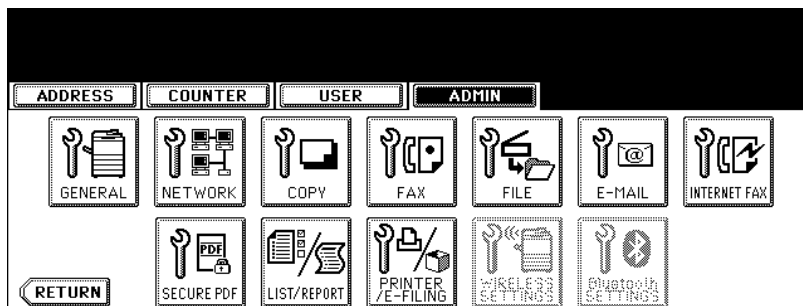 ADDRESS COUNTER USER ADMIN
GENERAL NETWORK COPY FAX FILE E-MAIL INTERNET FAX
@
PDF
SECURE PDF LIST/REPORT PRINTER
/E-FILING WIRELESS
SETTINGS Bluetooth
SETTINGS
RETURN